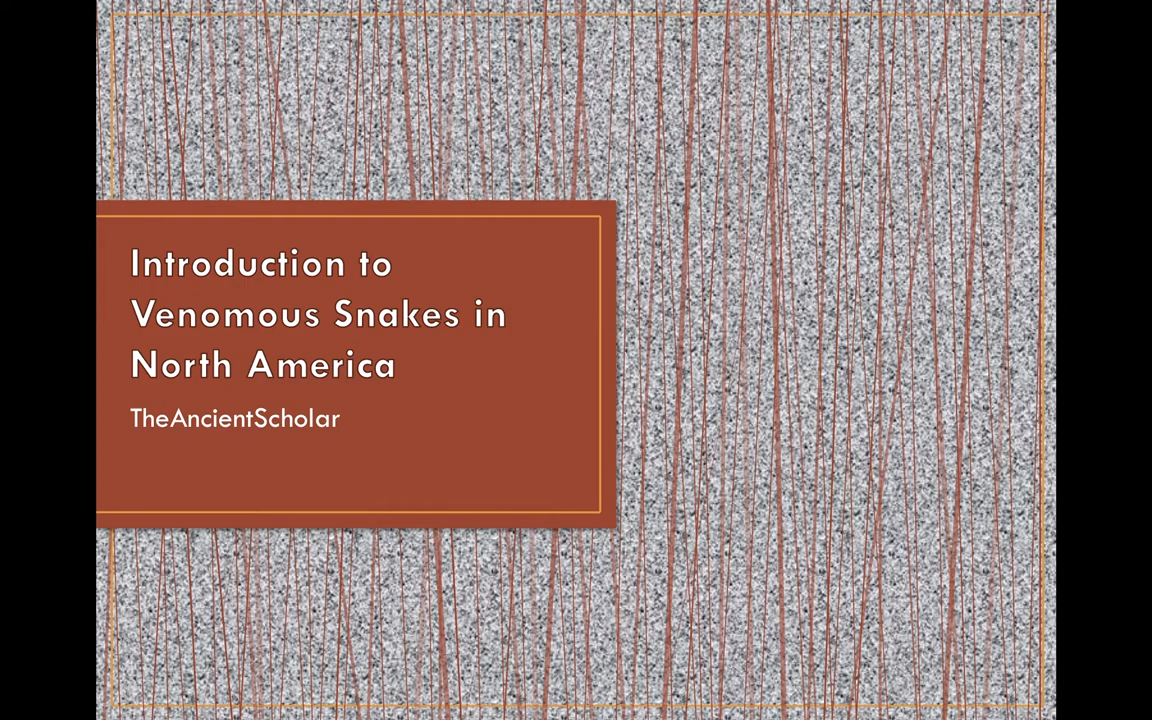 Introduction to
Venomous Snakes in
North America
TheAncientScholar